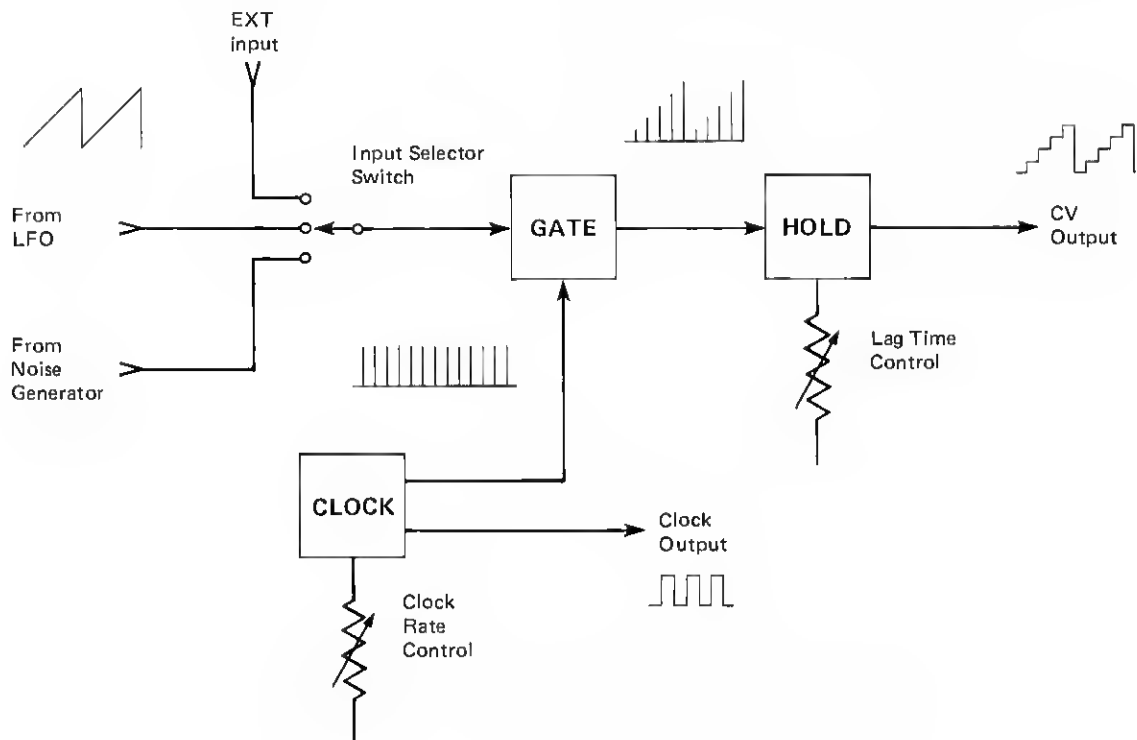 EXT
input
Input Selector
Switch
From
LFO
GATE
HOLD
CV
Output
From
Noise
Generator
Lag Time
Control
CLOCK
Clock
Output
Clock
Rate
Control